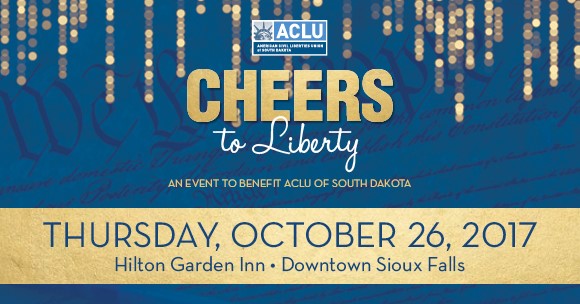 ACLU
AMERICAN CIVIL LIBERTIES UNION
of SOUTH DAKOTA
CHEERS
to Liberty
AN EVENT TO BENEFIT ACLU OF SOUTH DAKOTA
THURSDAY, OCTOBER 26, 2017
Hilton Garden Inn • Downtown Sioux Falls